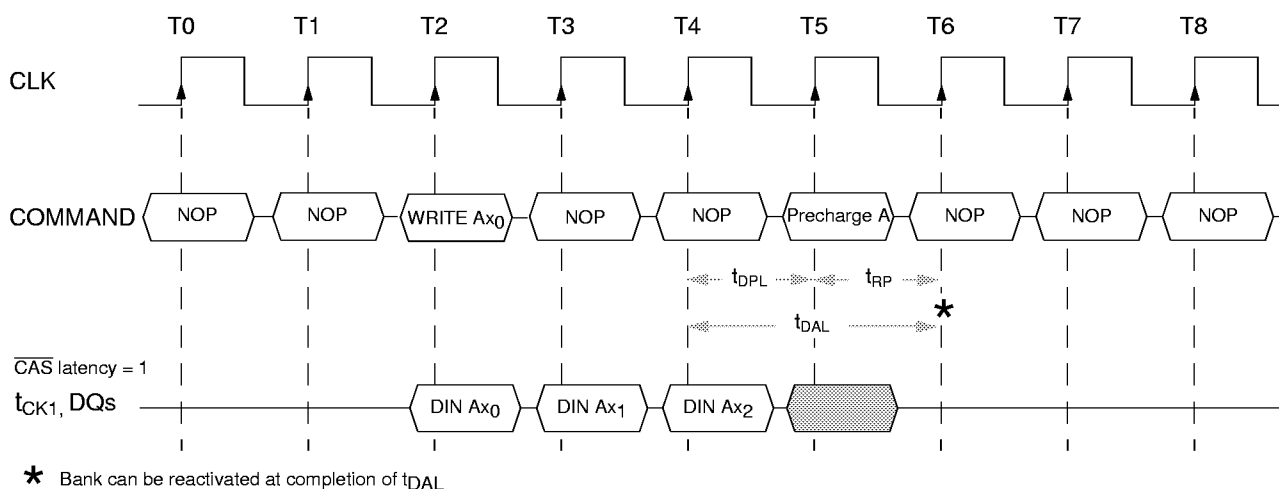 T0 T1 T2 T3 T4 T5 T6 T7 T8
CLK
COMMAND NOP NOP WRITE Ax0 NOP NOP Precharge A NOP NOP NOP
tDPL tRP
*
tDAL
CAS latency = 1
tCK1, DQs DIN Ax0 DIN Ax1 DIN Ax2
* Bank can be reactivated at completion of tDAL